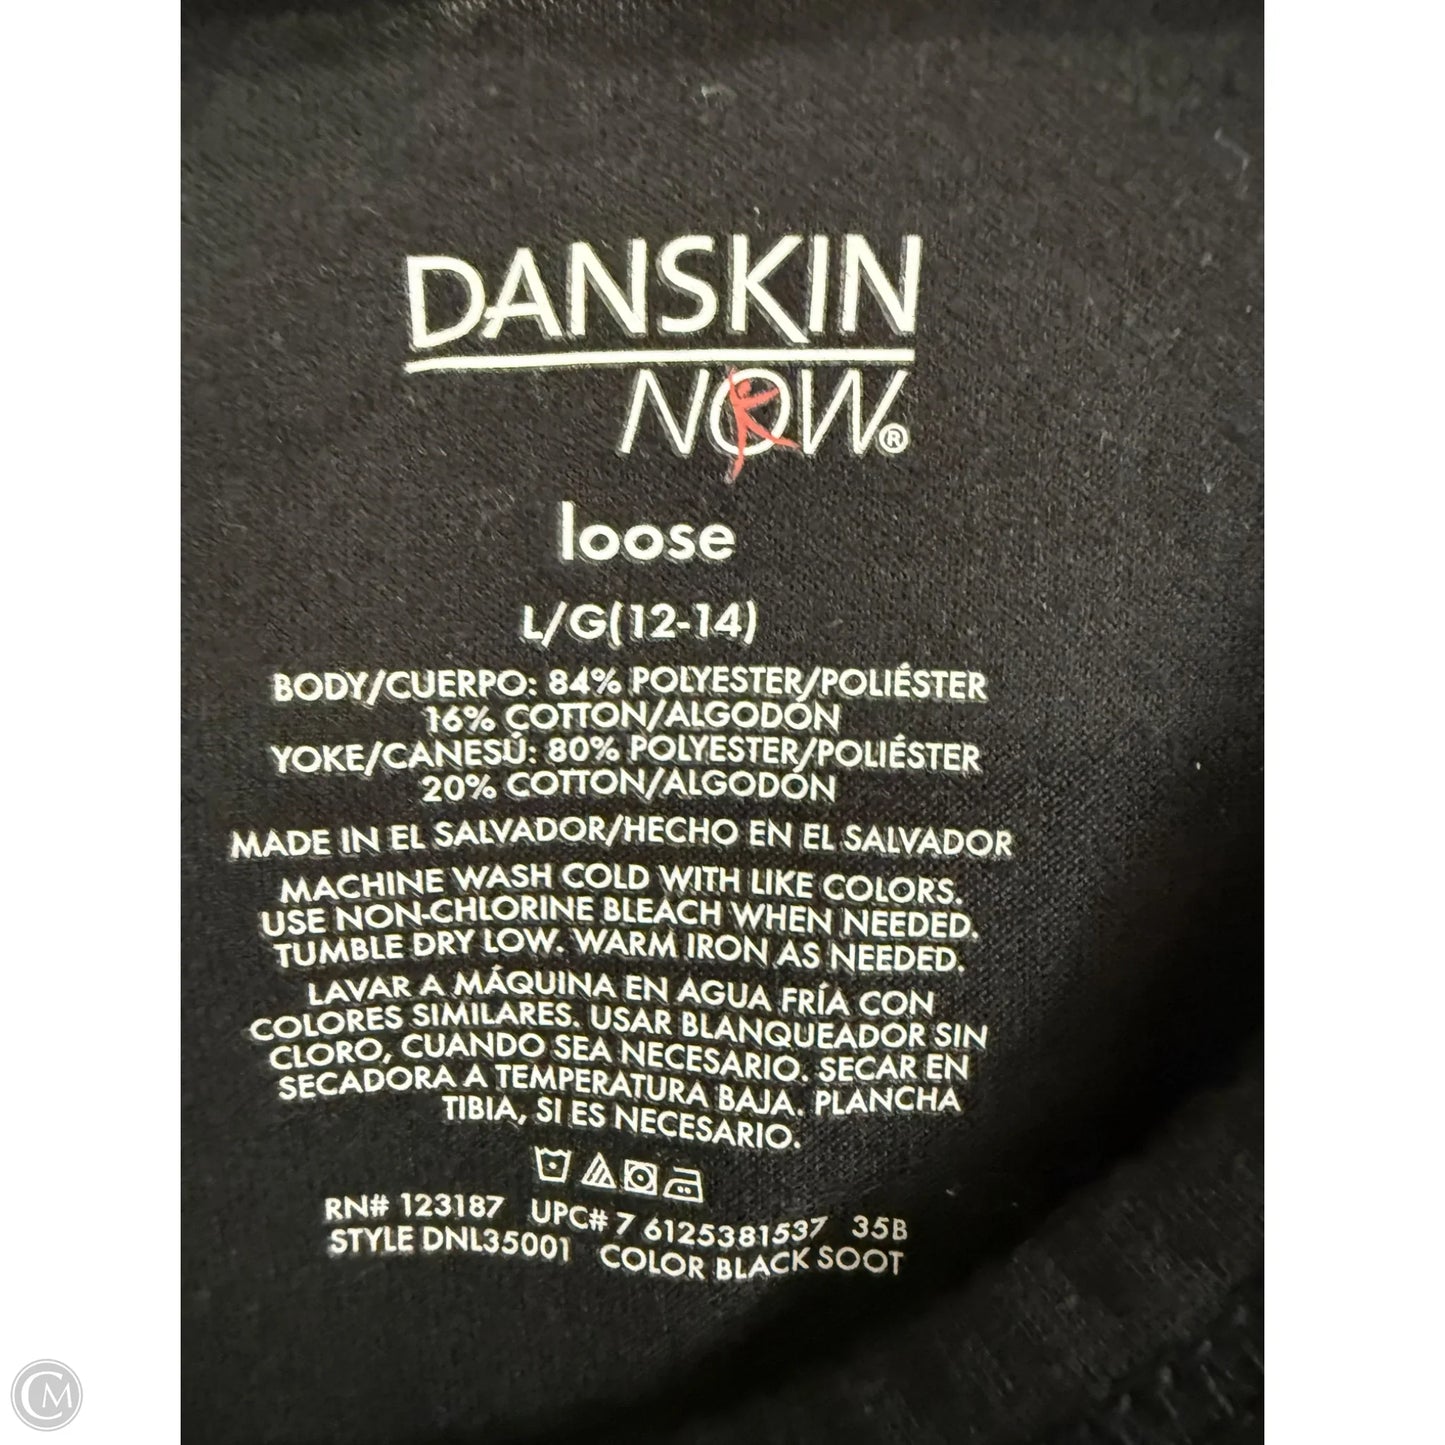 DANSKIN
NOW®
loose
L/G(12-14)
BODY/CUERPO: 84% POLYESTER/POLIÉSTER
16% COTTON/ALGODÓN
YOKE/CANESÚ: 80% POLYESTER/POLIÉSTER
20% COTTON/ALGODÓN
MADE IN EL SALVADOR/HECHO EN EL SALVADOR
MACHINE WASH COLD WITH LIKE COLORS.
USE NON-CHLORINE BLEACH WHEN NEEDED.
TUMBLE DRY LOW. WARM IRON AS NEEDED.
LAVAR A MÁQUINA EN AGUA FRÍA CON
COLORES SIMILARES. USAR BLANQUEADOR SIN
CLORO, CUANDO SEA NECESARIO. SECAR EN
SECADORA A TEMPERATURA BAJA. PLANCHA
TIBIA, SI ES NECESARIO.
RN# 123187 UPC# 7 6125381537 35B
STYLE DNL35001 COLOR BLACK SOOT
CM